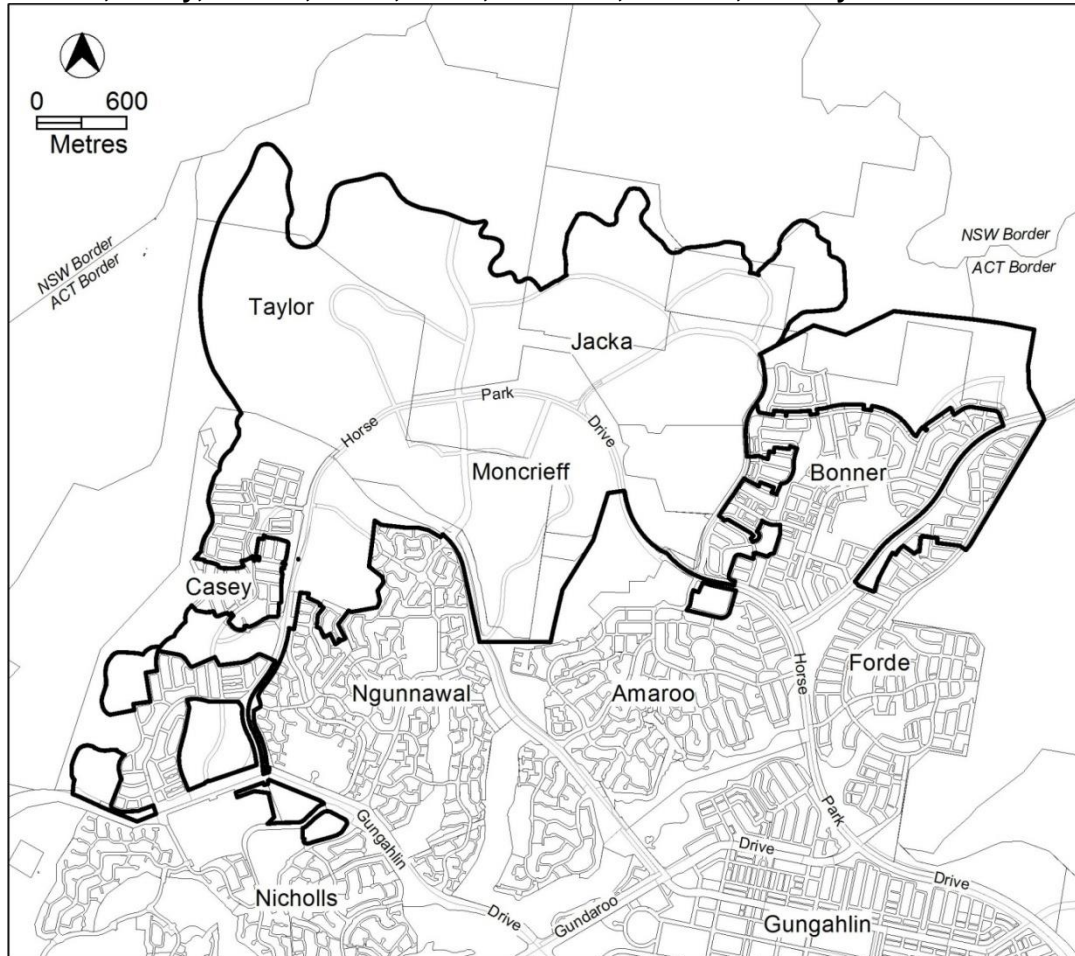 0 600
Metres
NSW Border
ACT Border
NSW Border
ACT Border
Taylor
Jacka
Horse
Park
Drive
Moncrieff
Bonner
Casey
Ngunnawal
Amaroo
Horse
Forde
Park
Gungahlin
Drive
Nicholls
Gundaroo
Drive
Drive
Gungahlin